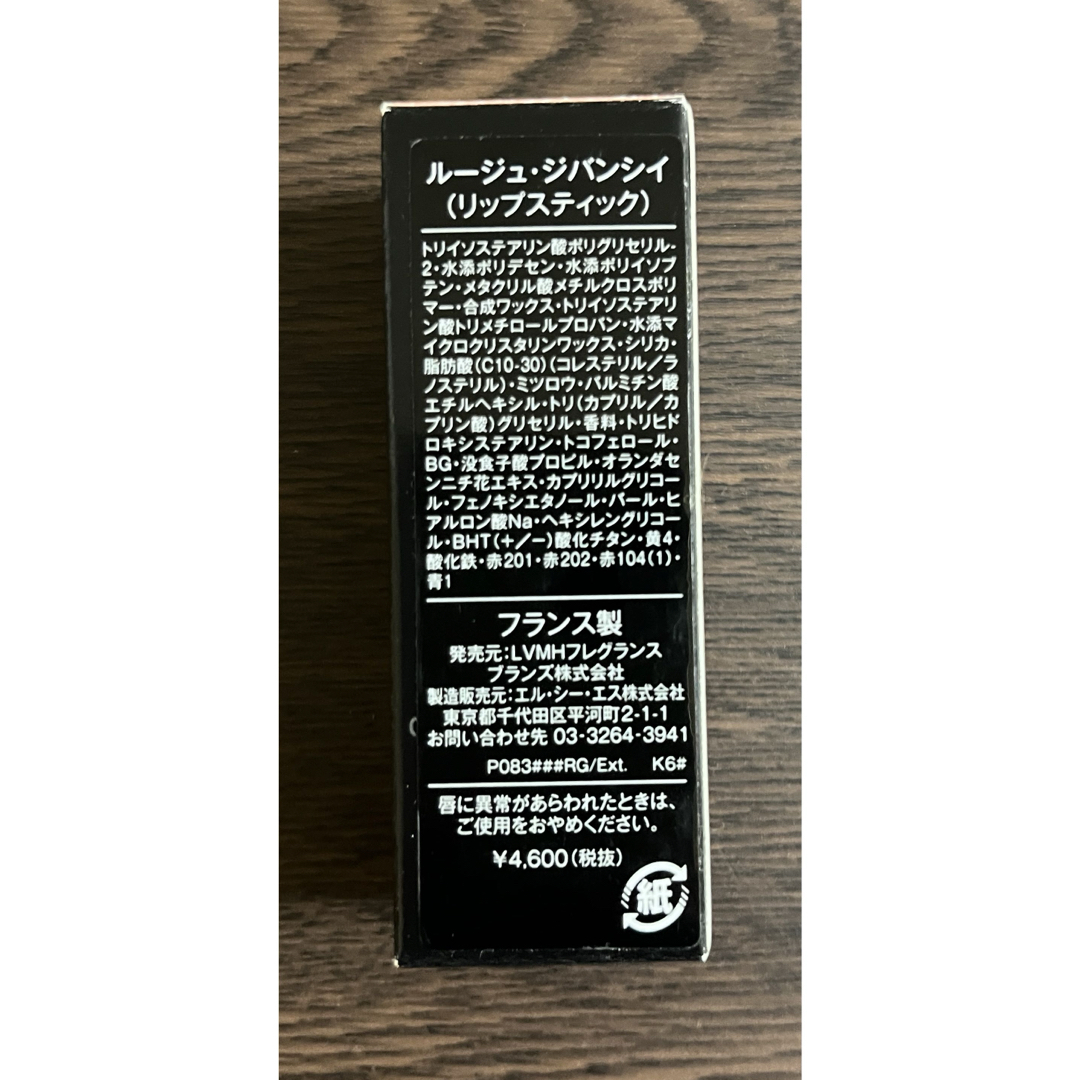 ルージュ・ジバンシイ
(リップスティック)
トリイソステアリン酸ポリグリセリル-
2・水添ポリデセン・水添ポリイソブ
テン・メタクリル酸メチルクロスポリ
マー・合成ワックス・トリイソステアリ
ン酸トリメチロールプロパン・水添マ
イクロクリスタリンワックス・シリカ・
脂肪酸(C10-30)(コレステリル/ラ
ノステリル)・ミツロウ・パルミチン酸
エチルヘキシル・トリ(カプリル/カ
プリン酸)グリセリル・香料・トリヒド
ロキシステアリン・トコフェロール・
BG・没食子酸プロピル・オランダセ
ンニチ花エキス・カプリリルグリコー
ル・フェノキシエタノール・パール・ヒ
アルロン酸Na・ヘキシレングリコー
ル・BHT(+/-)酸化チタン・黄4・
酸化鉄・赤201・赤202・赤104(1)・
青1
フランス製
発売元:LVMHフレグランス
ブランズ株式会社
製造販売元:エル・シー・エス株式会社
東京都千代田区平河町2-1-1
お問い合わせ先 03-3264-3941
P083###RG/Ext. K6#
唇に異常があらわれたときは、
ご使用をおやめください。
¥4,600(税抜)
紙